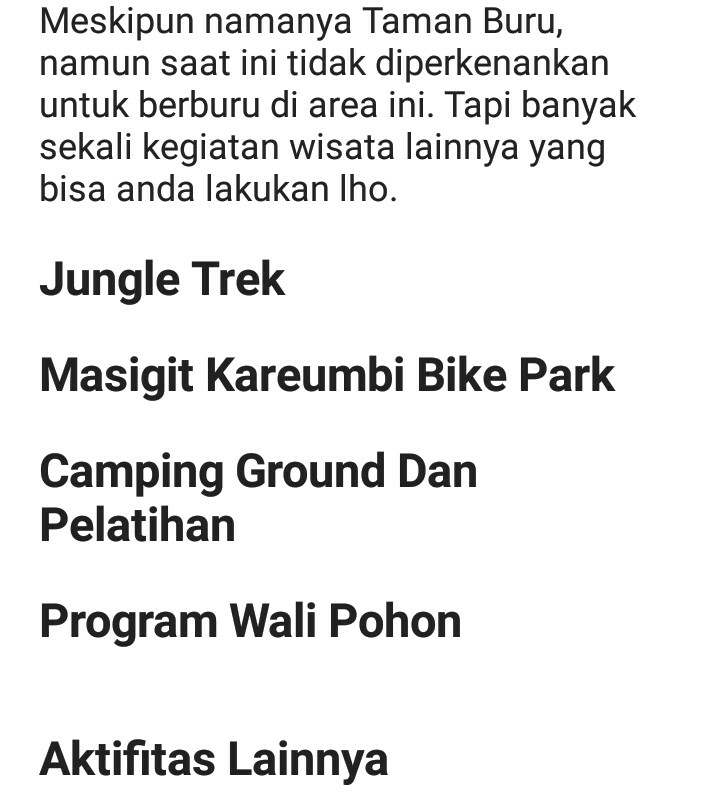 Meskipun namanya Taman Buru,
namun saat ini tidak diperkenankan
untuk berburu di area ini. Tapi banyak
sekali kegiatan wisata lainnya yang
bisa anda lakukan lho.
Jungle Trek
Masigit Kareumbi Bike Park
Camping Ground Dan
Pelatihan
Program Wali Pohon
Aktifitas Lainnya